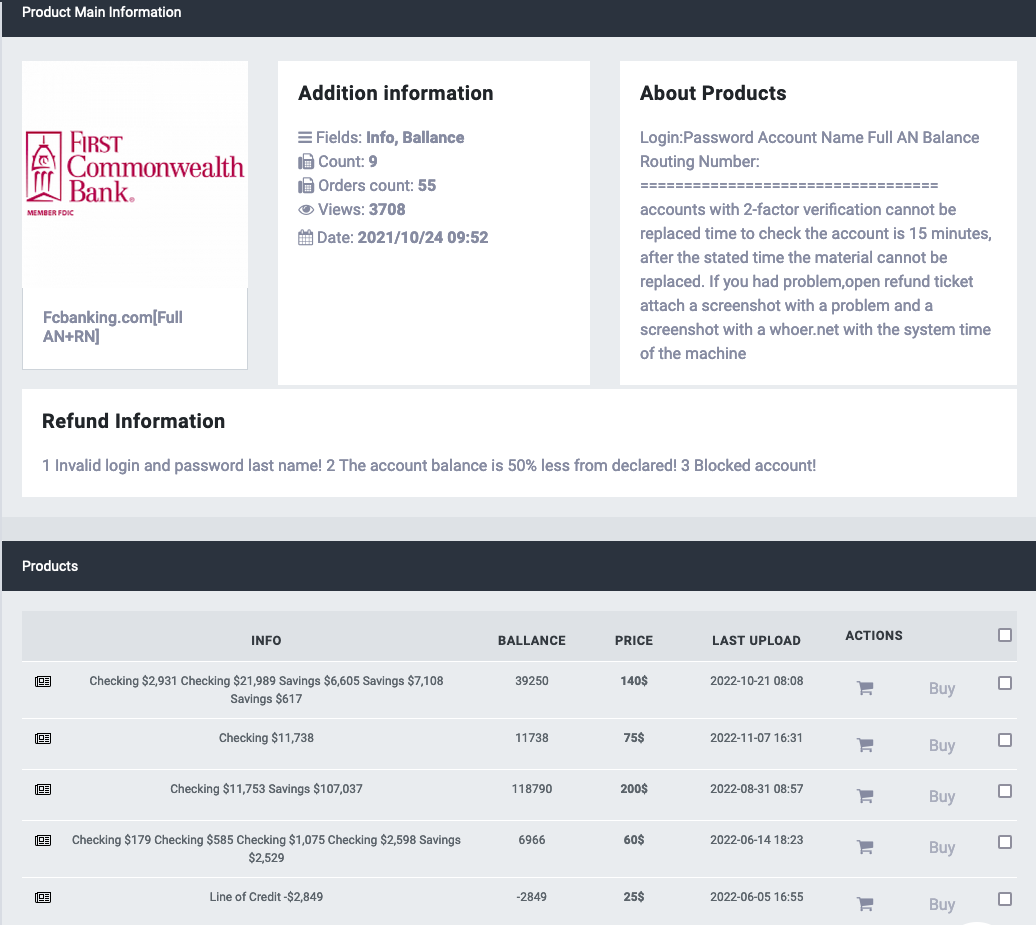 Product Main Information
FIRST
Commonwealth
Bank®
MEMBER FDIC
Fcbanking.com[Full
AN+RN]
Addition information
Fields: Info, Ballance
Count: 9
Orders count: 55
Views: 3708
Date: 2021/10/24 09:52
About Products
Login:Password Account Name Full AN Balance
Routing Number:
==================================
accounts with 2-factor verification cannot be
replaced time to check the account is 15 minutes,
after the stated time the material cannot be
replaced. If you had problem,open refund ticket
attach a screenshot with a problem and a
screenshot with a whoer.net with the system time
of the machine
Refund Information
1 Invalid login and password last name! 2 The account balance is 50% less from declared! 3 Blocked account!
Products
INFO BALLANCE PRICE LAST UPLOAD ACTIONS
Checking $2,931 Checking $21,989 Savings $6,605 Savings $7,108 39250 140$ 2022-10-21 08:08 Buy
Savings $617
Checking $11,738 11738 75$ 2022-11-07 16:31 Buy
Checking $11,753 Savings $107,037 118790 200$ 2022-08-31 08:57 Buy
Checking $179 Checking $585 Checking $1,075 Checking $2,598 Savings 6966 60$ 2022-06-14 18:23 Buy
$2,529
Line of Credit -$2,849 -2849 25$ 2022-06-05 16:55 Buy